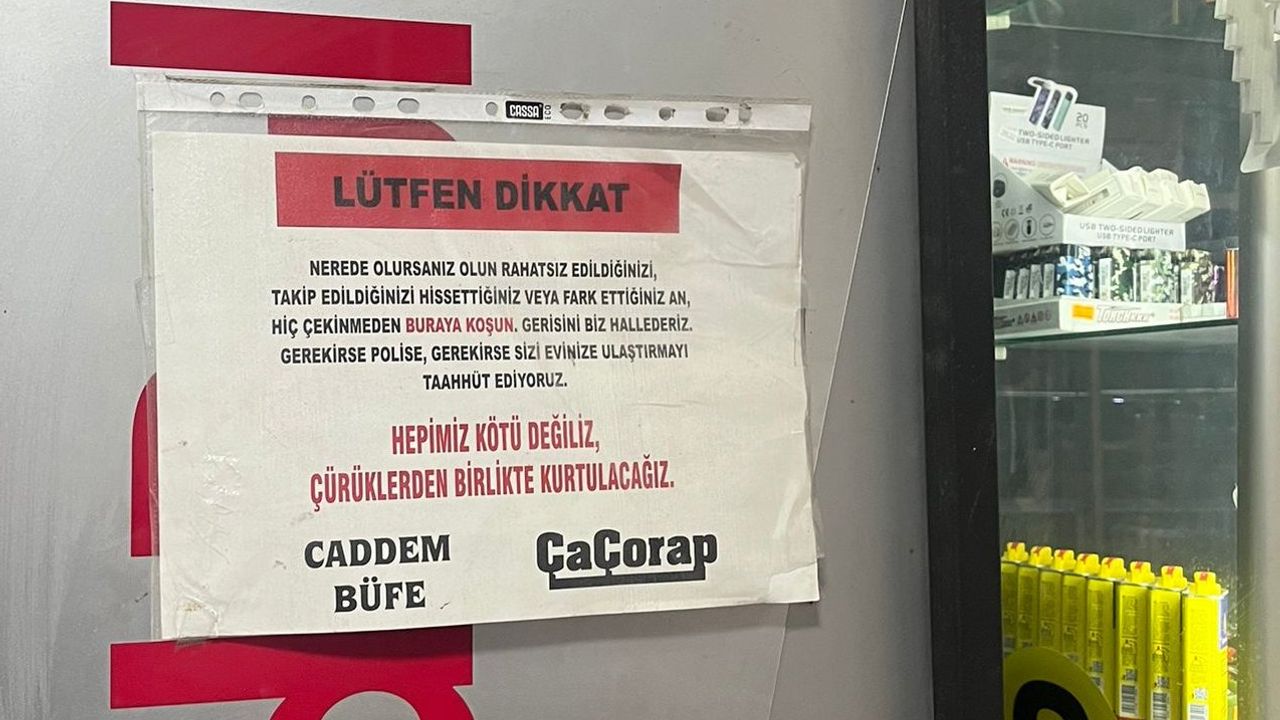 CASSA
ECO
LÜTFEN DİKKAT
NEREDE OLURSANIZ OLUN RAHATSIZ EDİLDİĞİNİZİ,
TAKİP EDİLDİĞİNİZİ HİSSETTİĞİNİZ VEYA FARK ETTİĞİNİZ AN,
HİÇ ÇEKİNMEDEN BURAYA KOŞUN. GERİSİNİ BİZ HALLEDERİZ.
GEREKİRSE POLİSE, GEREKİRSE SİZİ EVİNİZE ULAŞTIRMAYI
TAAHHÜT EDİYORUZ.
HEPİMİZ KÖTÜ DEĞİLİZ,
ÇÜRÜKLERDEN BİRLİKTE KURTULACAĞIZ.
CADDEM
BÜFE
ÇaÇorap
20
PCS
TWO-SIDED LIGHTER
USB TYPE-C PORT
WARNING
USB TWO-SIDED LIGHTER
USB TYPE-C PORT